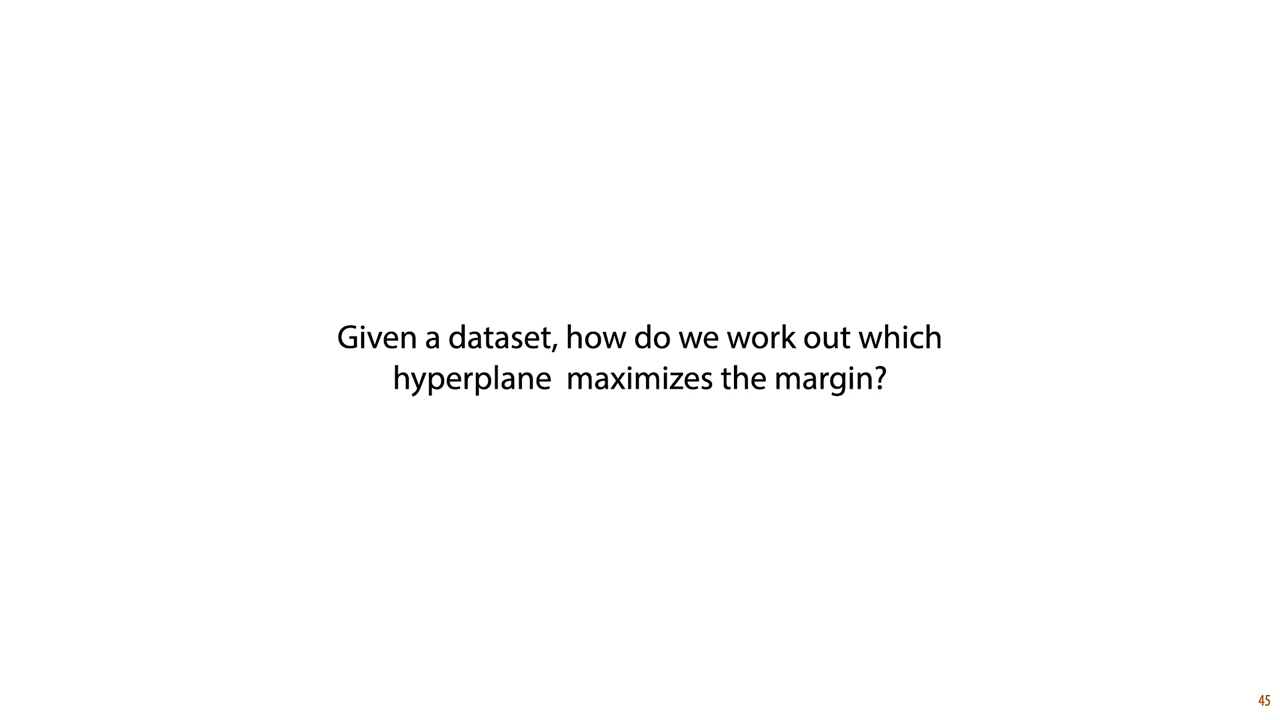 Given a dataset, how do we work out which
hyperplane  maximizes the margin?
45